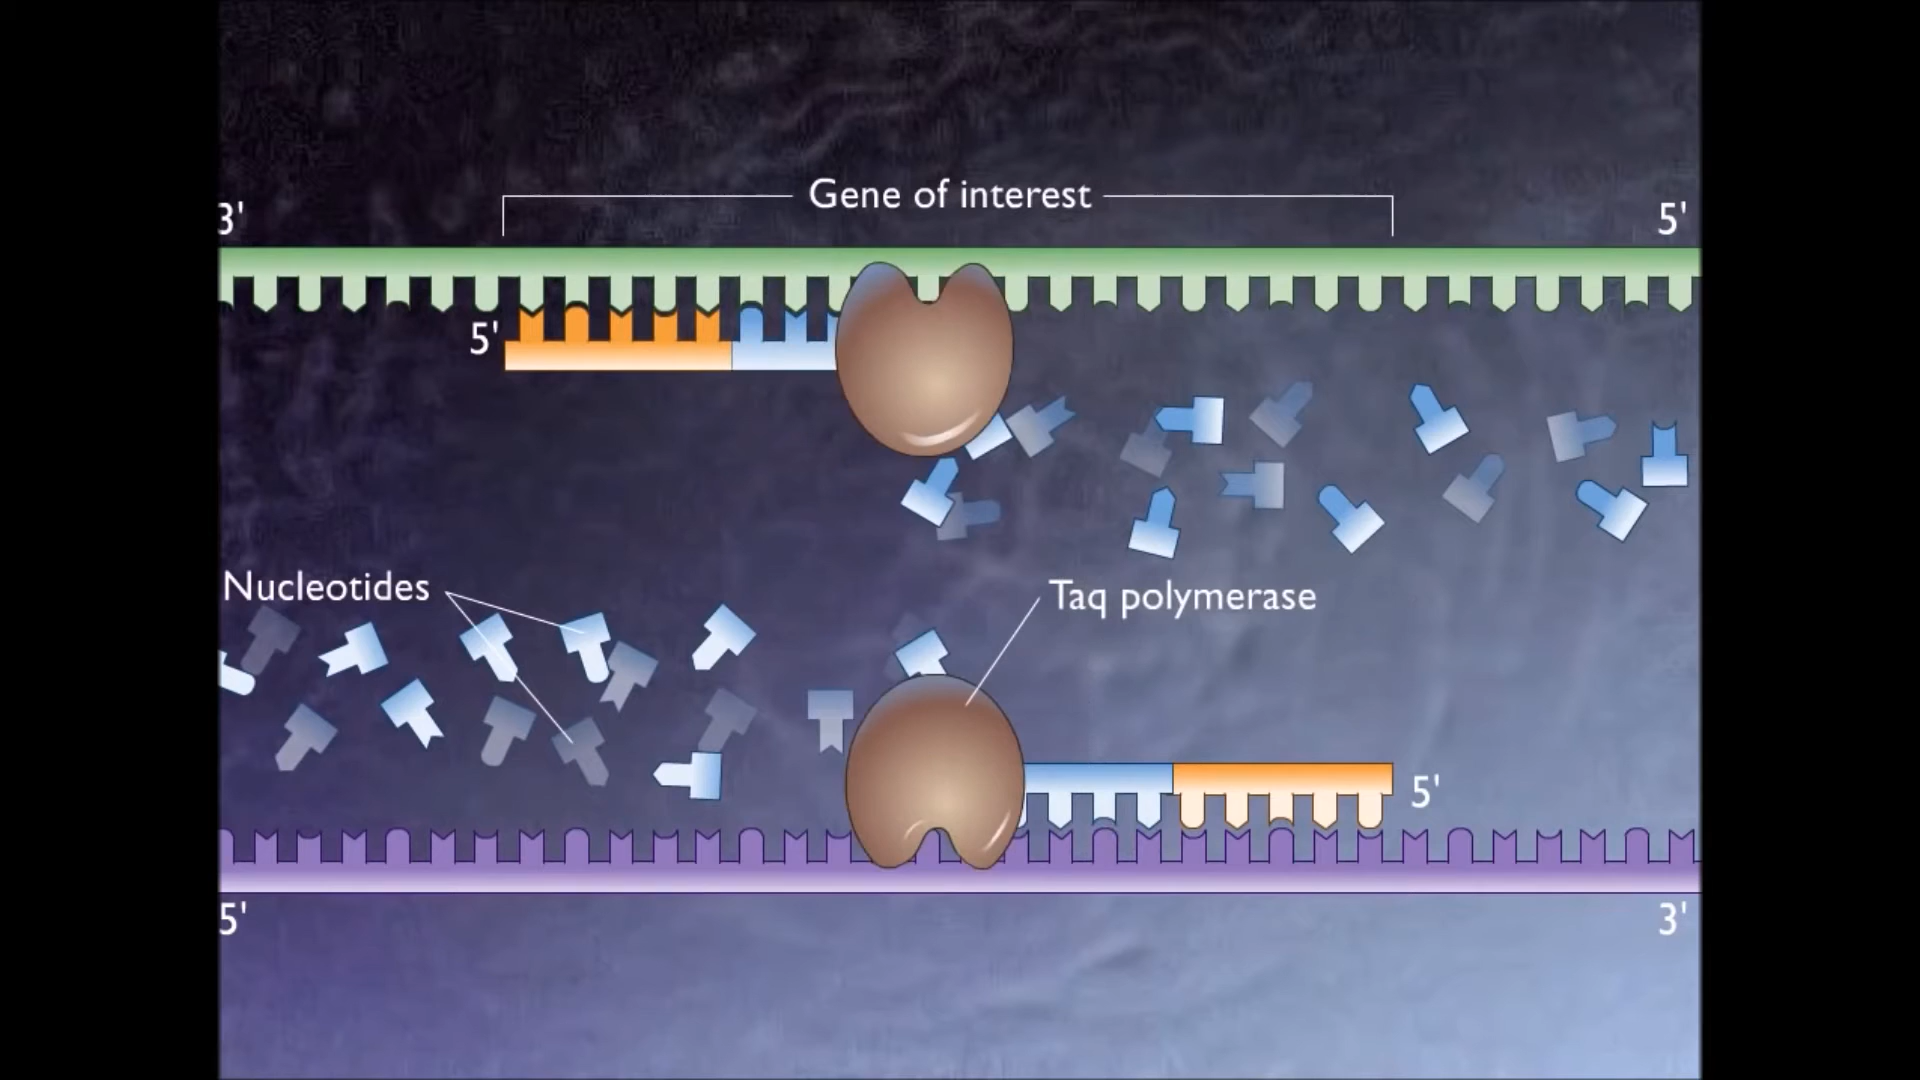 Gene of interest
3'
5'
5'
Nucleotides
Taq polymerase
5'
5'
3'